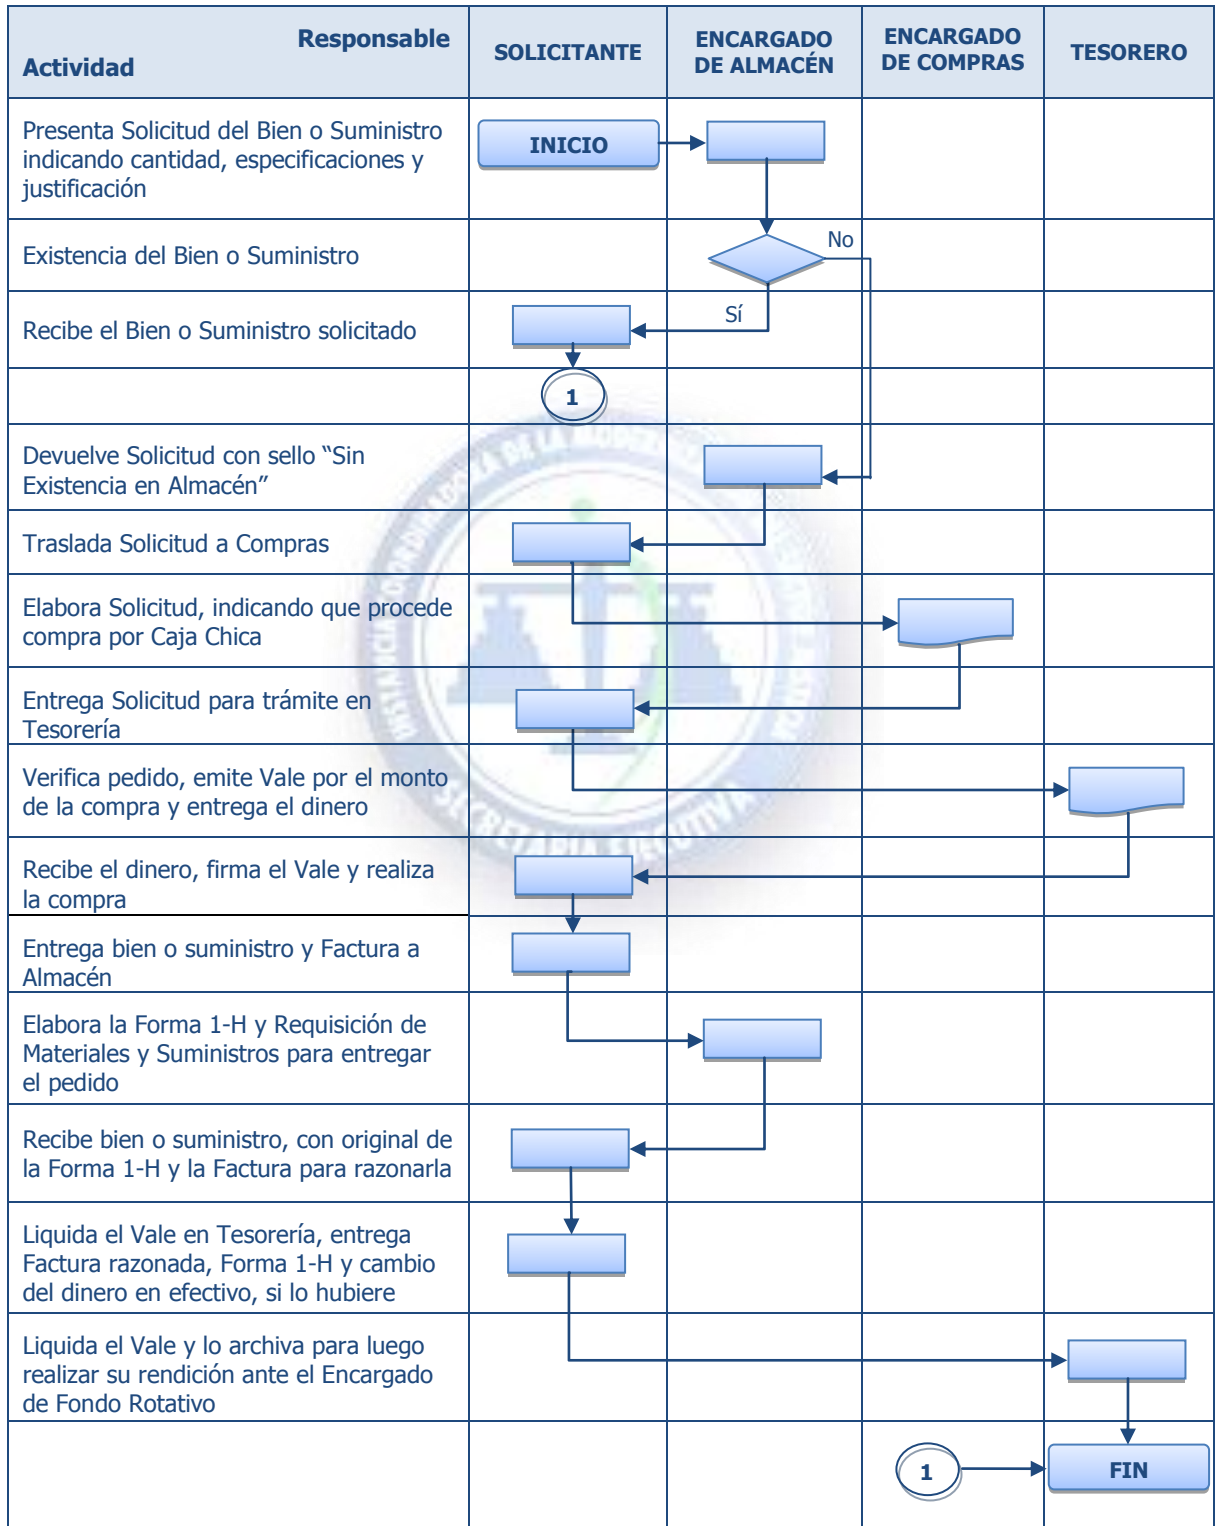 Responsable
Actividad
SOLICITANTE
ENCARGADO
DE ALMACÉN
ENCARGADO
DE COMPRAS
TESORERO
Presenta Solicitud del Bien o Suministro
indicando cantidad, especificaciones y
justificación
INICIO
Existencia del Bien o Suministro
No
Recibe el Bien o Suministro solicitado
Sí
1
Devuelve Solicitud con sello “Sin
Existencia en Almacén”
Traslada Solicitud a Compras
Elabora Solicitud, indicando que procede
compra por Caja Chica
Entrega Solicitud para trámite en
Tesorería
Verifica pedido, emite Vale por el monto
de la compra y entrega el dinero
Recibe el dinero, firma el Vale y realiza
la compra
Entrega bien o suministro y Factura a
Almacén
Elabora la Forma 1-H y Requisición de
Materiales y Suministros para entregar
el pedido
Recibe bien o suministro, con original de
la Forma 1-H y la Factura para razonarla
Liquida el Vale en Tesorería, entrega
Factura razonada, Forma 1-H y cambio
del dinero en efectivo, si lo hubiere
Liquida el Vale y lo archiva para luego
realizar su rendición ante el Encargado
de Fondo Rotativo
1
FIN
SECRETARIA EJECUTIVA